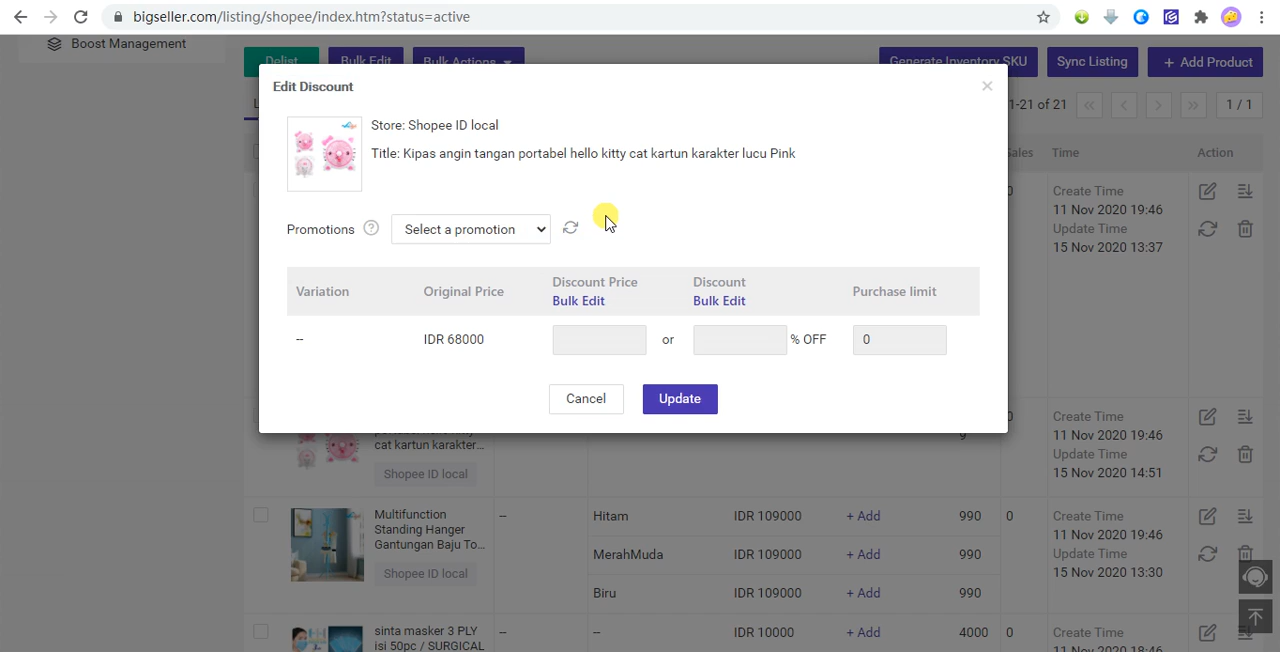 bigseller.com/listing/shopee/index.htm?status=active
Boost Management
Delist
Bulk Edit
Bulk Actions
Generate Inventory SKU
Sync Listing
+ Add Product
1-21 of 21
1 / 1
Edit Discount
Store: Shopee ID local
Title: Kipas angin tangan portabel hello kitty cat kartun karakter lucu Pink
Promotions ?
Select a promotion
Variation
Original Price
Discount Price
Bulk Edit
Discount
Bulk Edit
Purchase limit
--
IDR 68000
or
% OFF
0
Cancel
Update
Sales
Time
Action
0
Create Time
11 Nov 2020 19:46
Update Time
15 Nov 2020 13:37
cat kartun karakter...
Shopee ID local
9
0
Create Time
11 Nov 2020 19:46
Update Time
15 Nov 2020 14:51
Multifunction
Standing Hanger
Gantungan Baju To...
Shopee ID local
--
Hitam
IDR 109000
+ Add
990
0
MerahMuda
IDR 109000
+ Add
990
Biru
IDR 109000
+ Add
990
Create Time
11 Nov 2020 19:46
Update Time
15 Nov 2020 13:30
sinta masker 3 PLY
isi 50pc / SURGICAL
--
--
IDR 10000
+ Add
4000
0
Create Time
11 Nov 2020 18:46